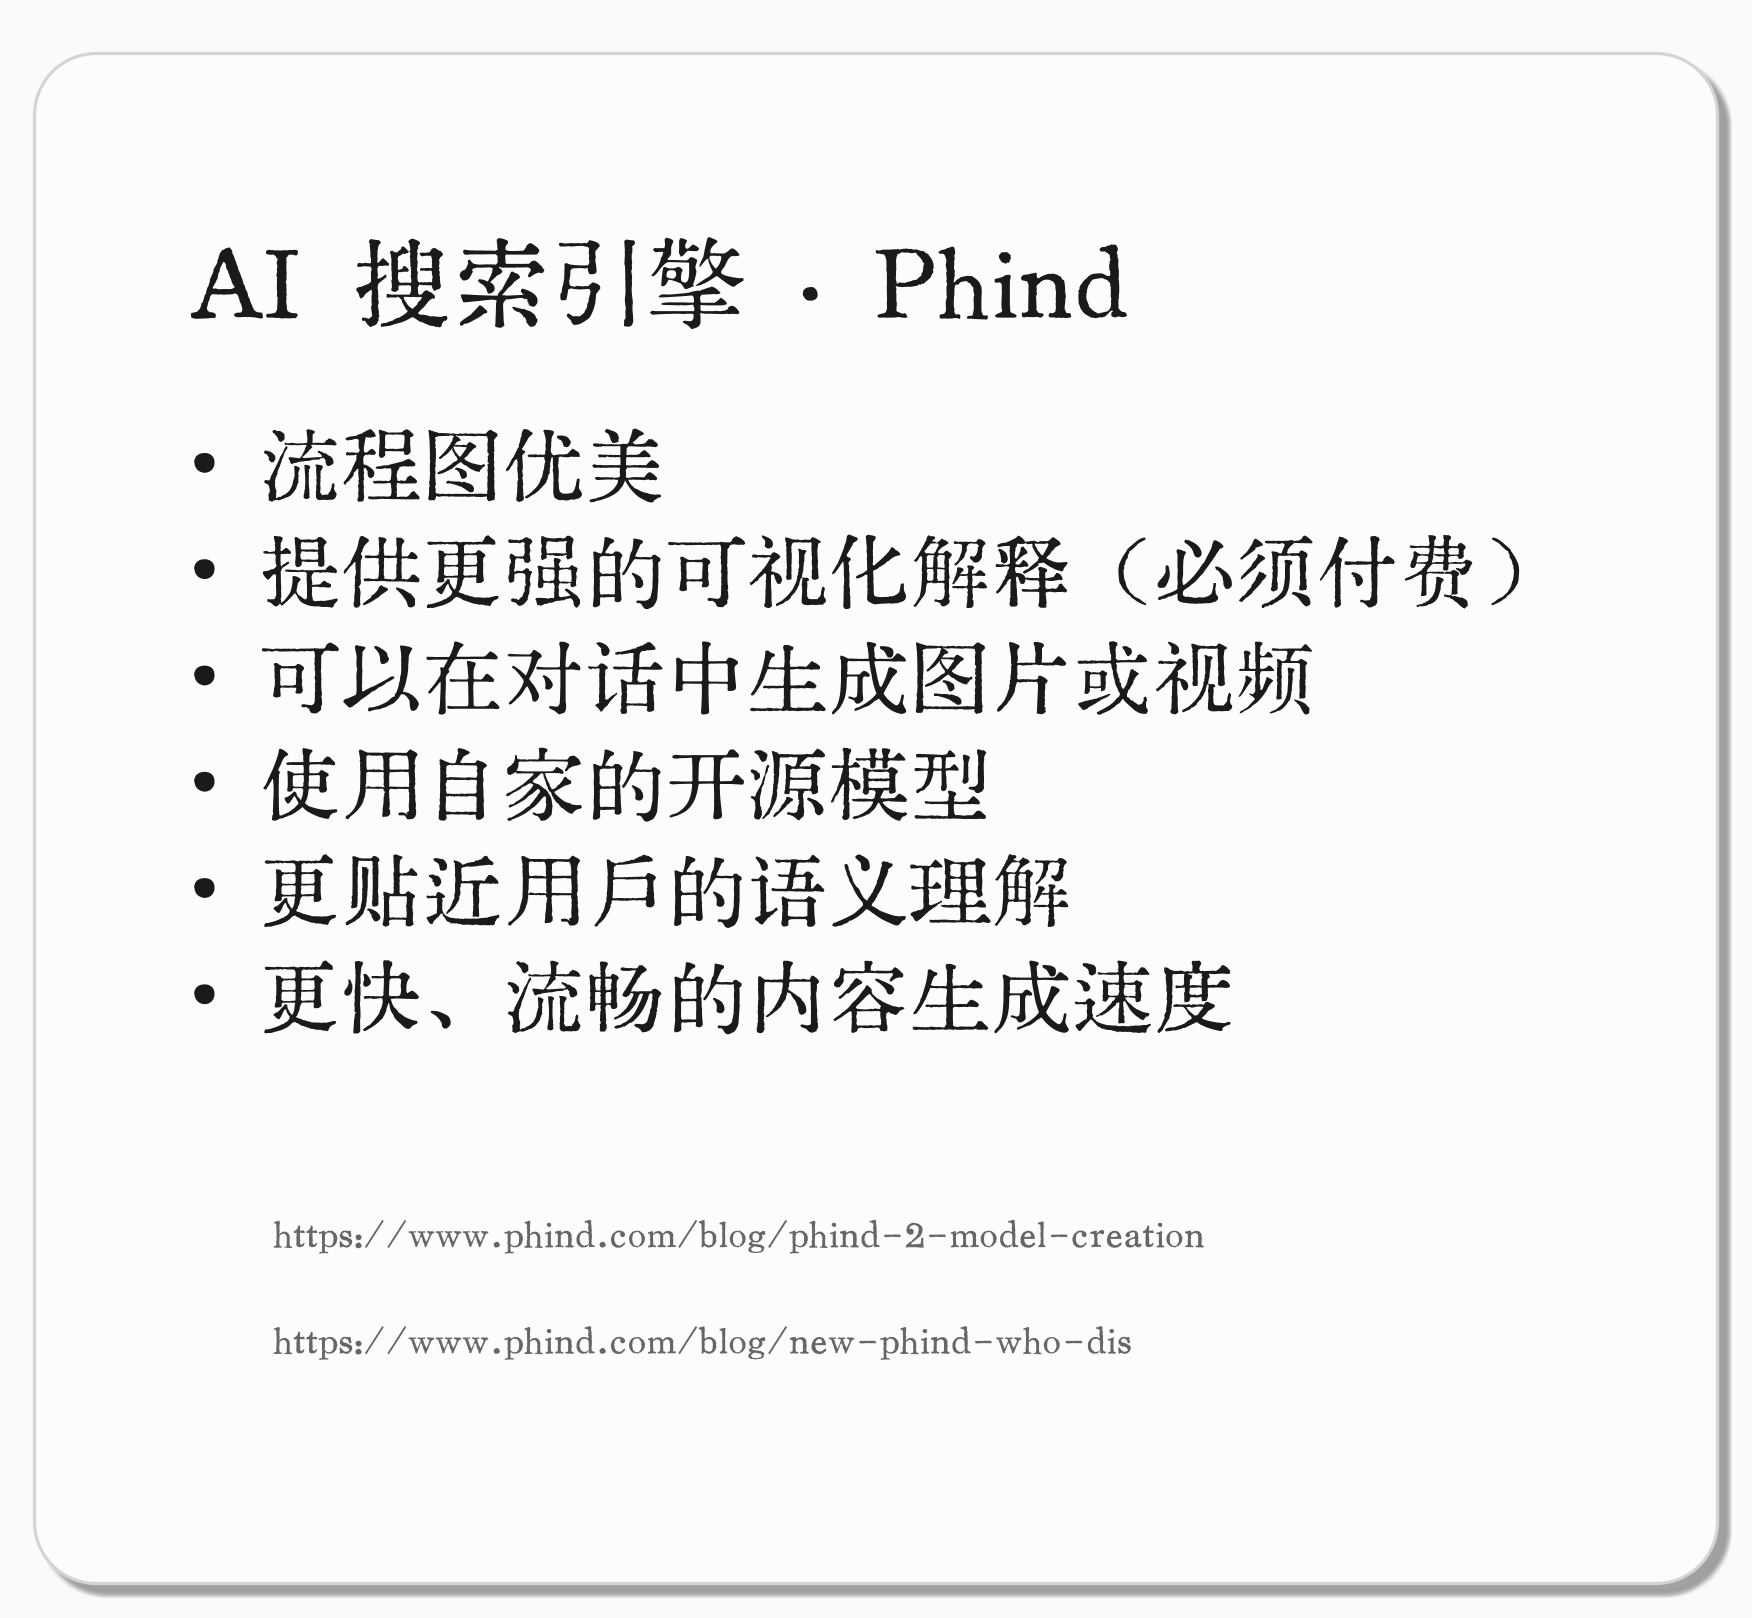 AI 搜索引擎 · Phind
• 流程图优美
• 提供更强的可视化解释（必须付费）
• 可以在对话中生成图片或视频
• 使用自家的开源模型
• 更贴近用戶的语义理解
• 更快、流畅的内容生成速度
https://www.phind.com/blog/phind-2-model-creation
https://www.phind.com/blog/new-phind-who-dis